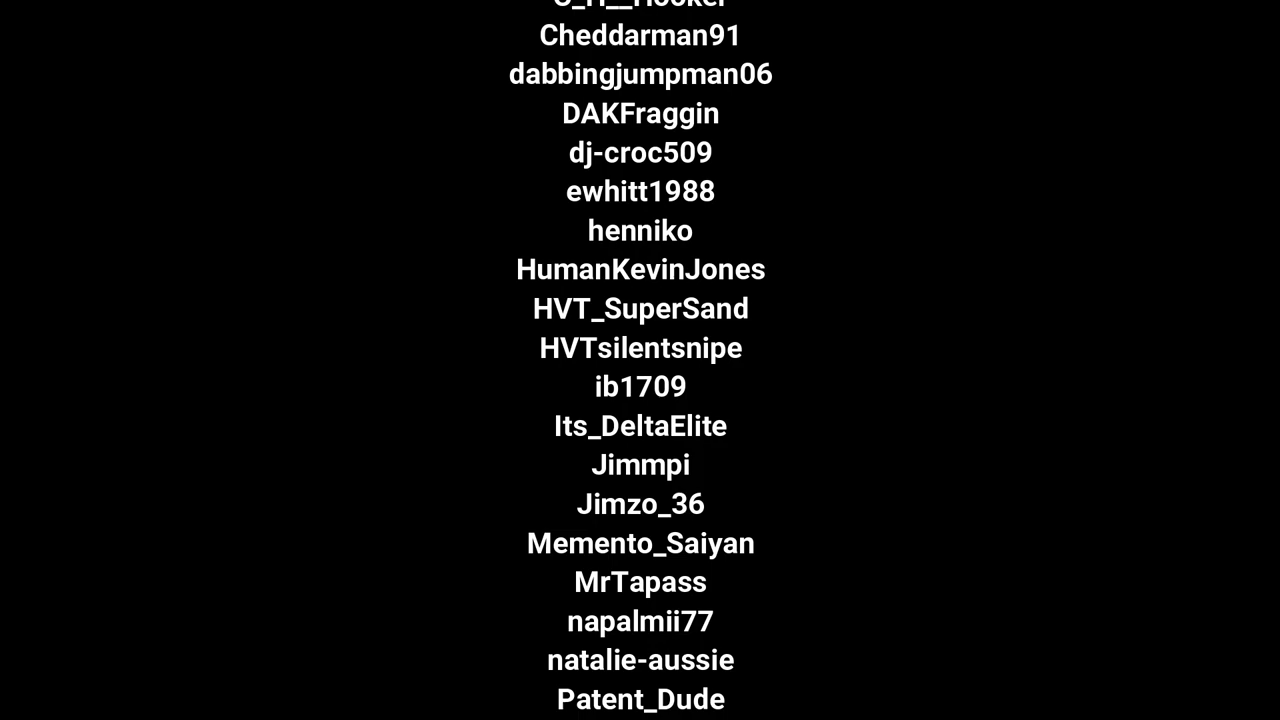 Cheddarman91
dabbingjumpman06
DAKFraggin
dj-croc509
ewhitt1988
henniko
HumanKevinJones
HVT_SuperSand
HVTsilentsnipe
ib1709
Its_DeltaElite
Jimmpi
Jimzo_36
Memento_Saiyan
MrTapass
napalmii77
natalie-aussie
Patent_Dude